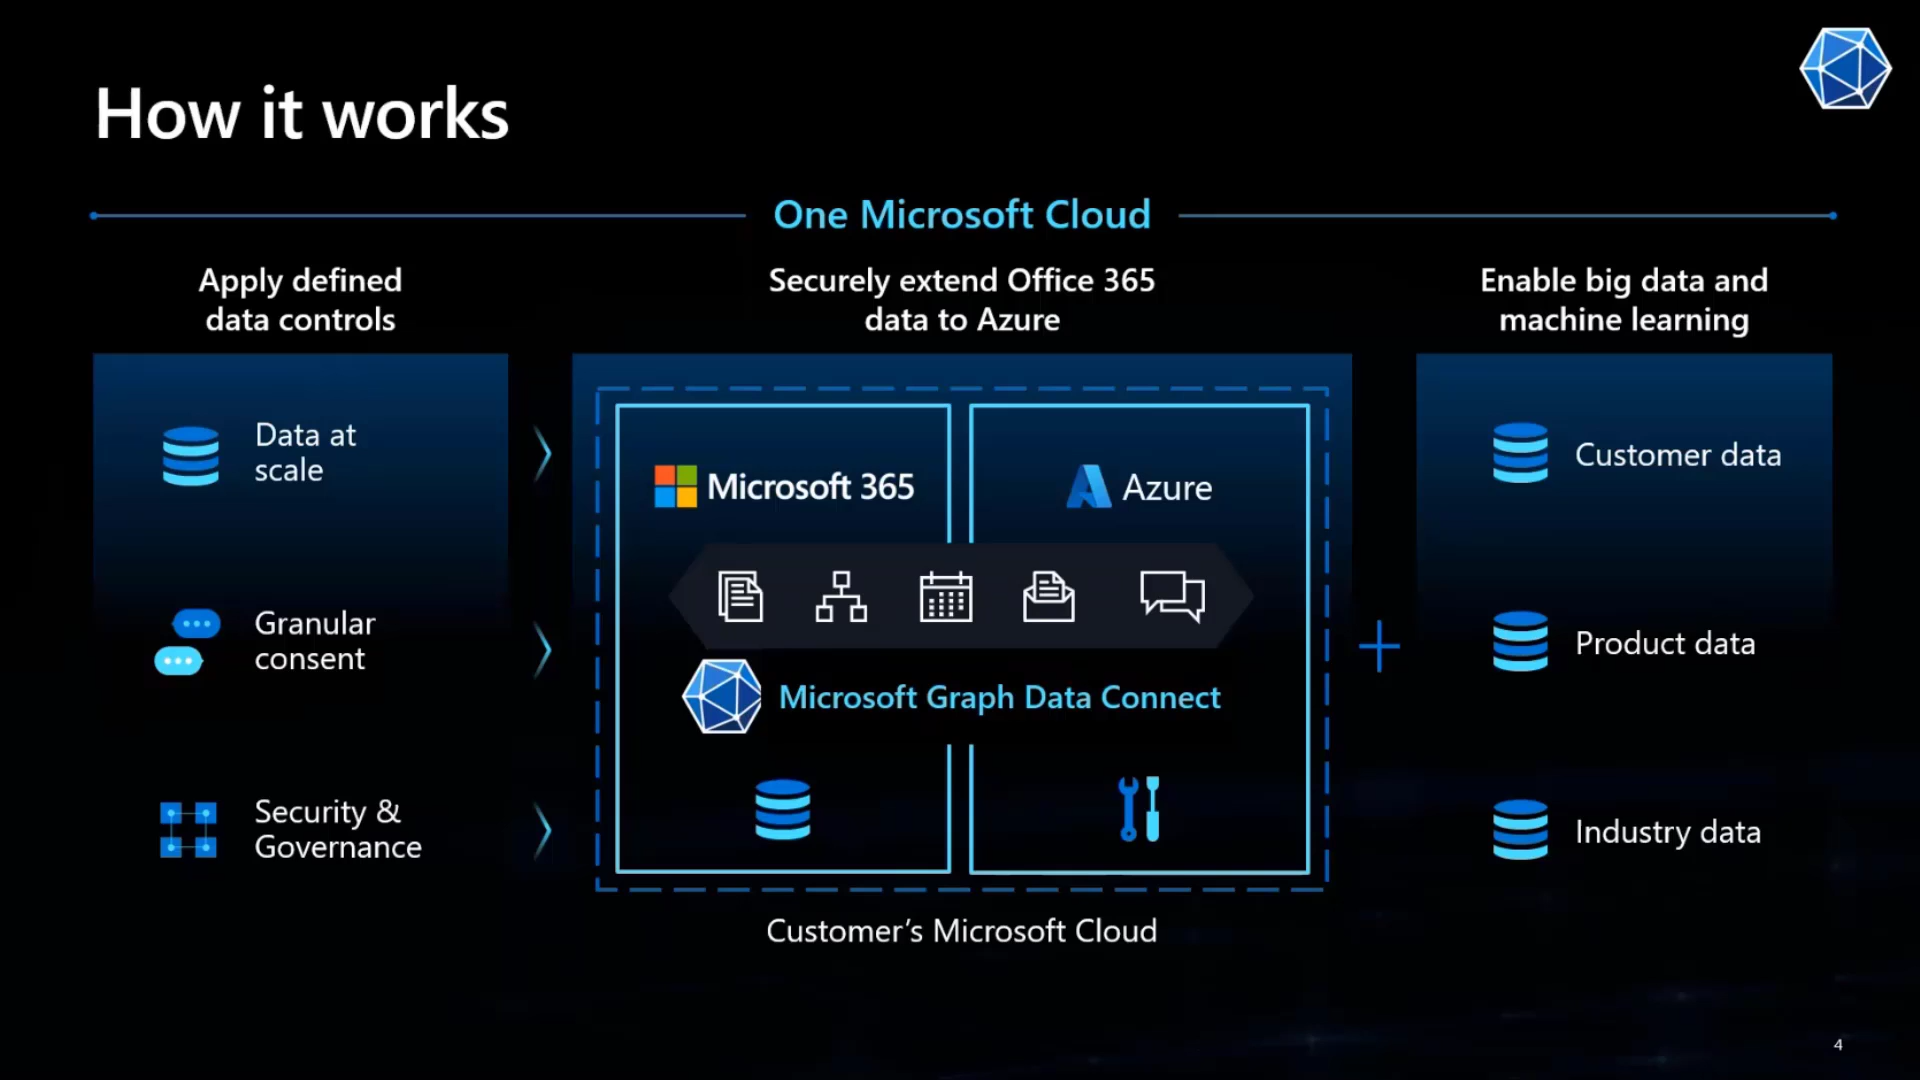 How it works
One Microsoft Cloud
Apply defined
data controls
Data at
scale
Granular
consent
Security &
Governance
Securely extend Office 365
data to Azure
Microsoft 365
Azure
Microsoft Graph Data Connect
Customer’s Microsoft Cloud
Enable big data and
machine learning
Customer data
Product data
Industry data
4